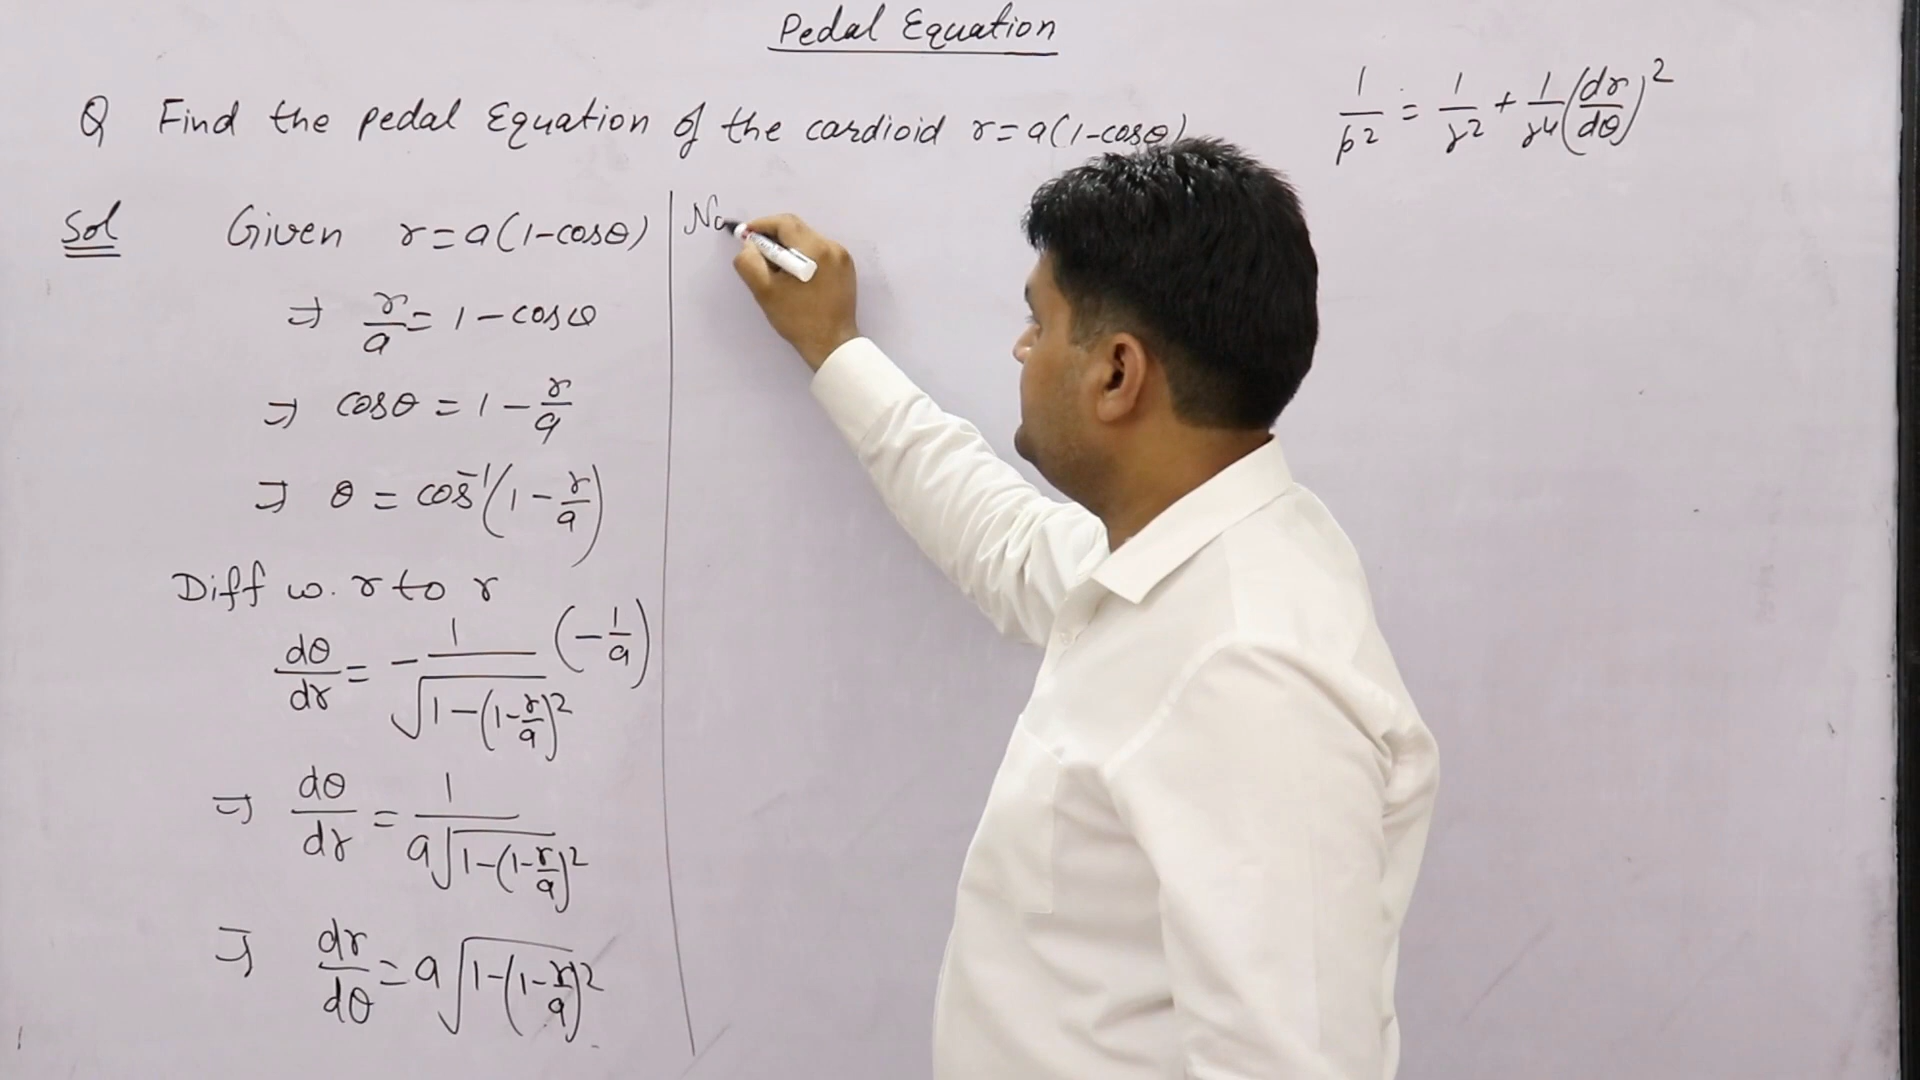 Pedal Equation
Q Find the pedal Equation of the cardioid r=a(1-cosθ)
1/p² = 1/r² + 1/r⁴ (dr/dθ)²
Sol Given r=a(1-cosθ)
⇒ r/a = 1-cosθ
⇒ cosθ = 1 - r/a
⇒ θ = cos⁻¹(1 - r/a)
Diff w. r to r
dθ/dr = - 1/√(1-(1-r/a)²) (-1/a)
⇒ dθ/dr = 1/(a√(1-(1-r/a)²))
⇒ dr/dθ = a√(1-(1-r/a)²)
No